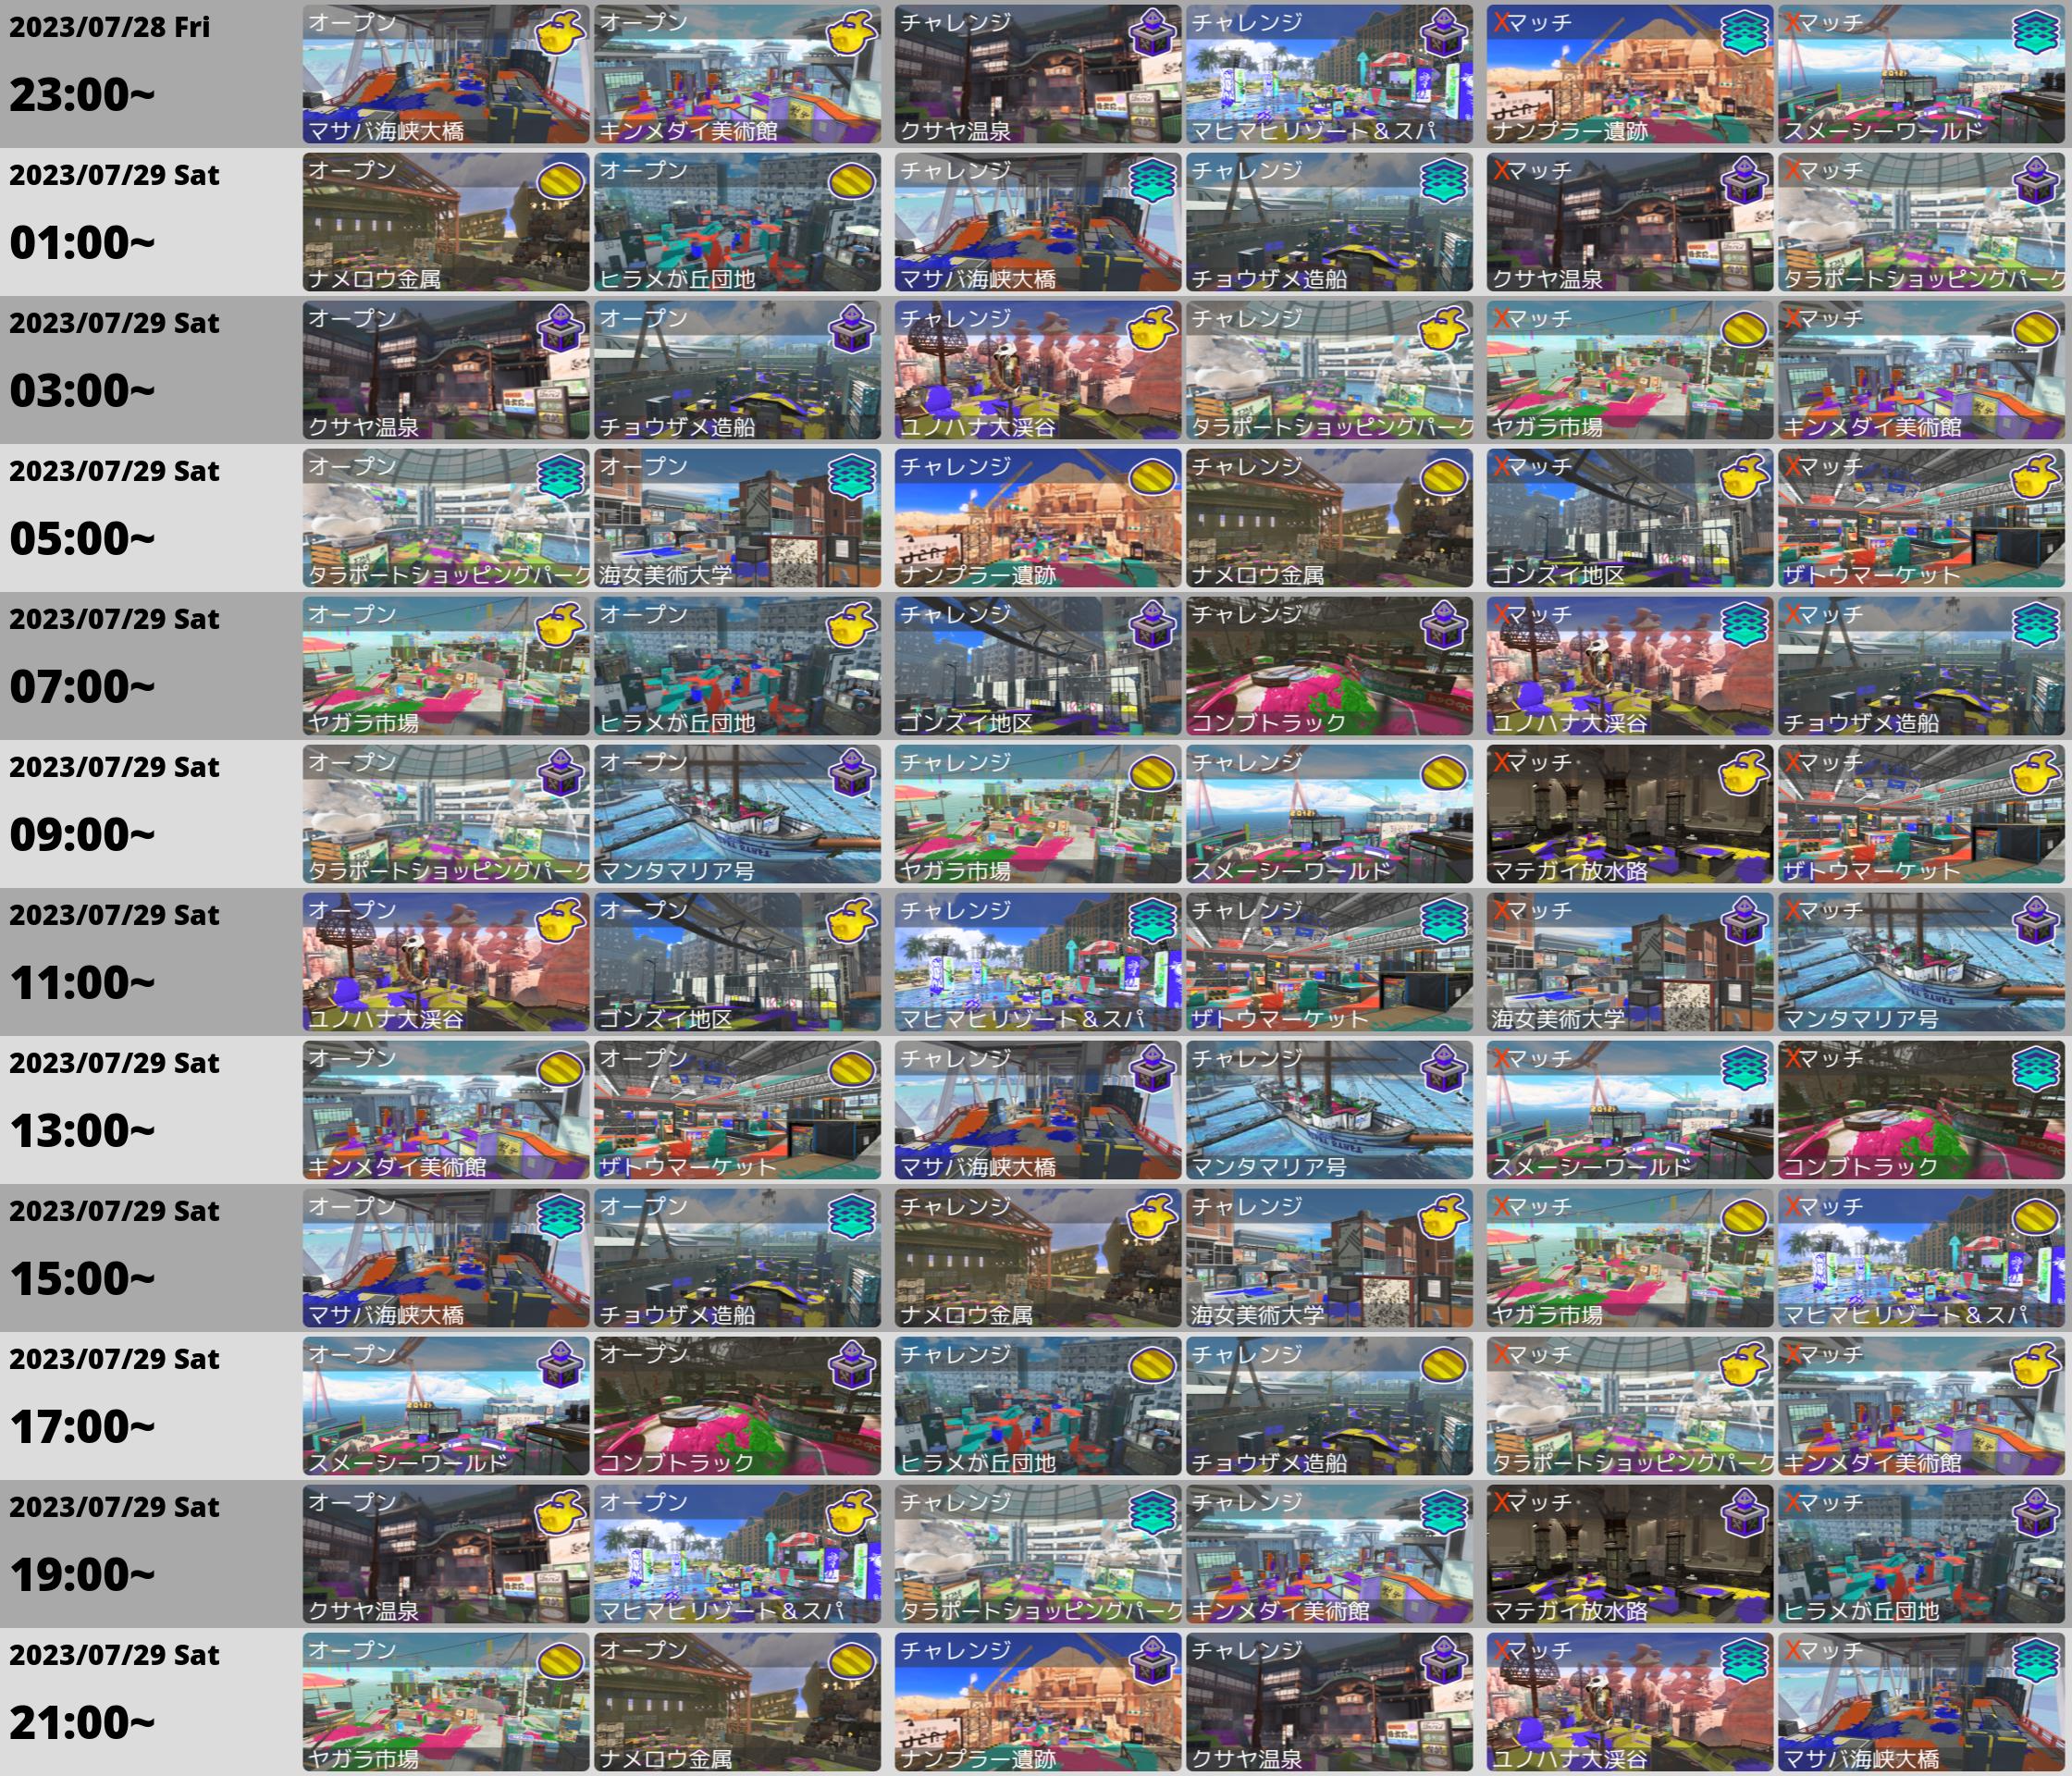 2023/07/28 Fri
23:00~
オープン オープン チャレンジ チャレンジ Xマッチ Xマッチ
マサバ海峡大橋 キンメダイ美術館 クサヤ温泉 マヒマヒリゾート＆スパ ナンプラー遺跡 スメーシーワールド
2023/07/29 Sat
01:00~
オープン オープン チャレンジ チャレンジ Xマッチ Xマッチ
ナメロウ金属 ヒラメが丘団地 マサバ海峡大橋 チョウザメ造船 クサヤ温泉 タラポートショッピングパーク
2023/07/29 Sat
03:00~
オープン オープン チャレンジ チャレンジ Xマッチ Xマッチ
クサヤ温泉 チョウザメ造船 ユノハナ大渓谷 タラポートショッピングパーク ヤガラ市場 キンメダイ美術館
2023/07/29 Sat
05:00~
オープン オープン チャレンジ チャレンジ Xマッチ Xマッチ
タラポートショッピングパーク 海女美術大学 ナンプラー遺跡 ナメロウ金属 ゴンズイ地区 ザトウマーケット
2023/07/29 Sat
07:00~
オープン オープン チャレンジ チャレンジ Xマッチ Xマッチ
ヤガラ市場 ヒラメが丘団地 ゴンズイ地区 コンブトラック ユノハナ大渓谷 チョウザメ造船
2023/07/29 Sat
09:00~
オープン オープン チャレンジ チャレンジ Xマッチ Xマッチ
タラポートショッピングパーク マンタマリア号 ヤガラ市場 スメーシーワールド マテガイ放水路 ザトウマーケット
2023/07/29 Sat
11:00~
オープン オープン チャレンジ チャレンジ Xマッチ Xマッチ
ユノハナ大渓谷 ゴンズイ地区 マヒマヒリゾート＆スパ ザトウマーケット 海女美術大学 マンタマリア号
2023/07/29 Sat
13:00~
オープン オープン チャレンジ チャレンジ Xマッチ Xマッチ
キンメダイ美術館 ザトウマーケット マサバ海峡大橋 マンタマリア号 スメーシーワールド コンブトラック
2023/07/29 Sat
15:00~
オープン オープン チャレンジ チャレンジ Xマッチ Xマッチ
マサバ海峡大橋 チョウザメ造船 ナメロウ金属 海女美術大学 ヤガラ市場 マヒマヒリゾート＆スパ
2023/07/29 Sat
17:00~
オープン オープン チャレンジ チャレンジ Xマッチ Xマッチ
スメーシーワールド コンブトラック ヒラメが丘団地 チョウザメ造船 タラポートショッピングパーク キンメダイ美術館
2023/07/29 Sat
19:00~
オープン オープン チャレンジ チャレンジ Xマッチ Xマッチ
クサヤ温泉 マヒマヒリゾート＆スパ タラポートショッピングパーク キンメダイ美術館 マテガイ放水路 ヒラメが丘団地
2023/07/29 Sat
21:00~
オープン オープン チャレンジ チャレンジ Xマッチ Xマッチ
ヤガラ市場 ナメロウ金属 ナンプラー遺跡 クサヤ温泉 ユノハナ大渓谷 マサバ海峡大橋